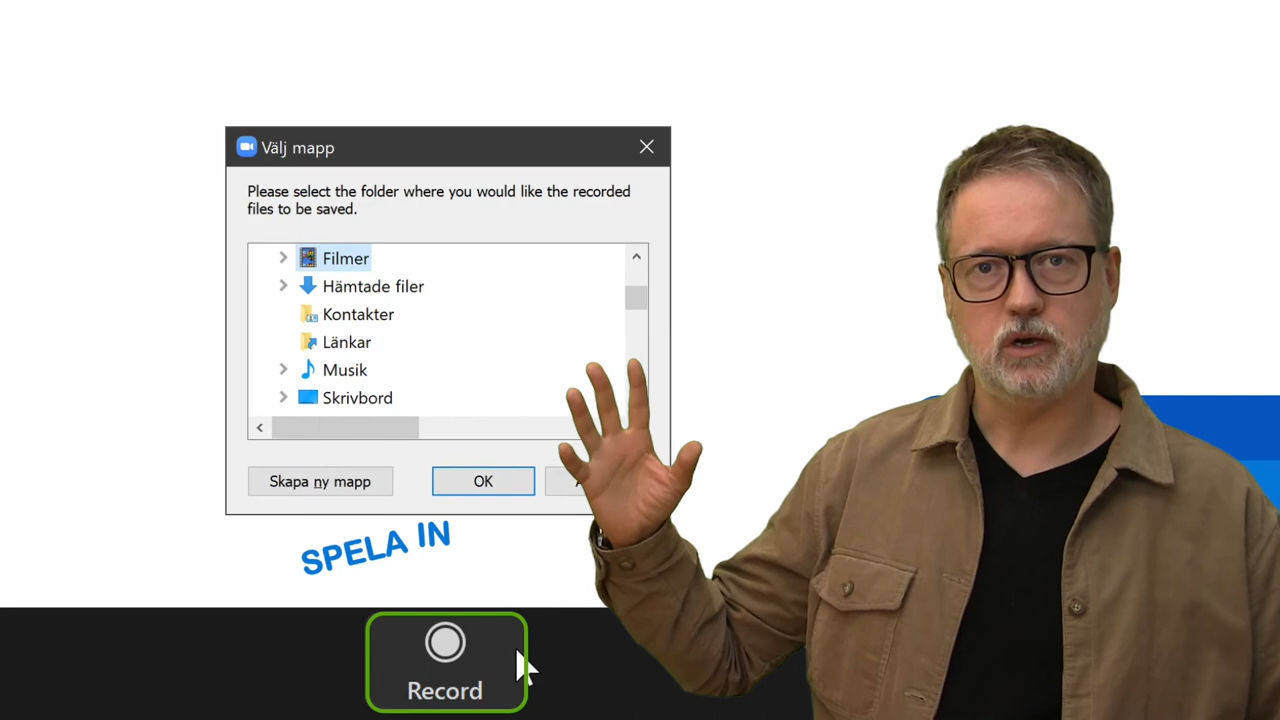 Välj mapp
Please select the folder where you would like the recorded
files to be saved.
Filmer
Hämtade filer
Kontakter
Länkar
Musik
Skrivbord
Skapa ny mapp
OK
SPELA IN
Record